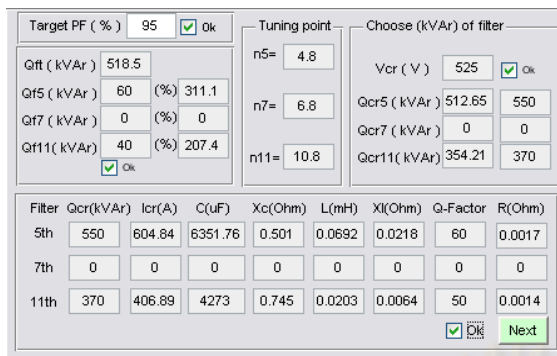 Target PF ( % ) 95 Ok
Qft ( kVAr ) 518.5
Qf5 ( kVAr ) 60 (%) 311.1
Qf7 ( kVAr ) 0 (%) 0
Qf11( kVAr) 40 (%) 207.4
Ok
Tuning point
n5= 4.8
n7= 6.8
n11= 10.8
Choose (kVAr) of filter
Vcr ( V ) 525 Ok
Qcr5 ( kVAr ) 512.65 550
Qcr7 ( kVAr ) 0 0
Qcr11( kVAr) 354.21 370
Filter Qcr(kVAr) Icr(A) C(uF) Xc(Ohm) L(mH) Xl(Ohm) Q-Factor R(Ohm)
5th 550 604.84 6351.76 0.501 0.0692 0.0218 60 0.0017
7th 0 0 0 0 0 0 0 0
11th 370 406.89 4273 0.745 0.0203 0.0064 50 0.0014
Ok Next